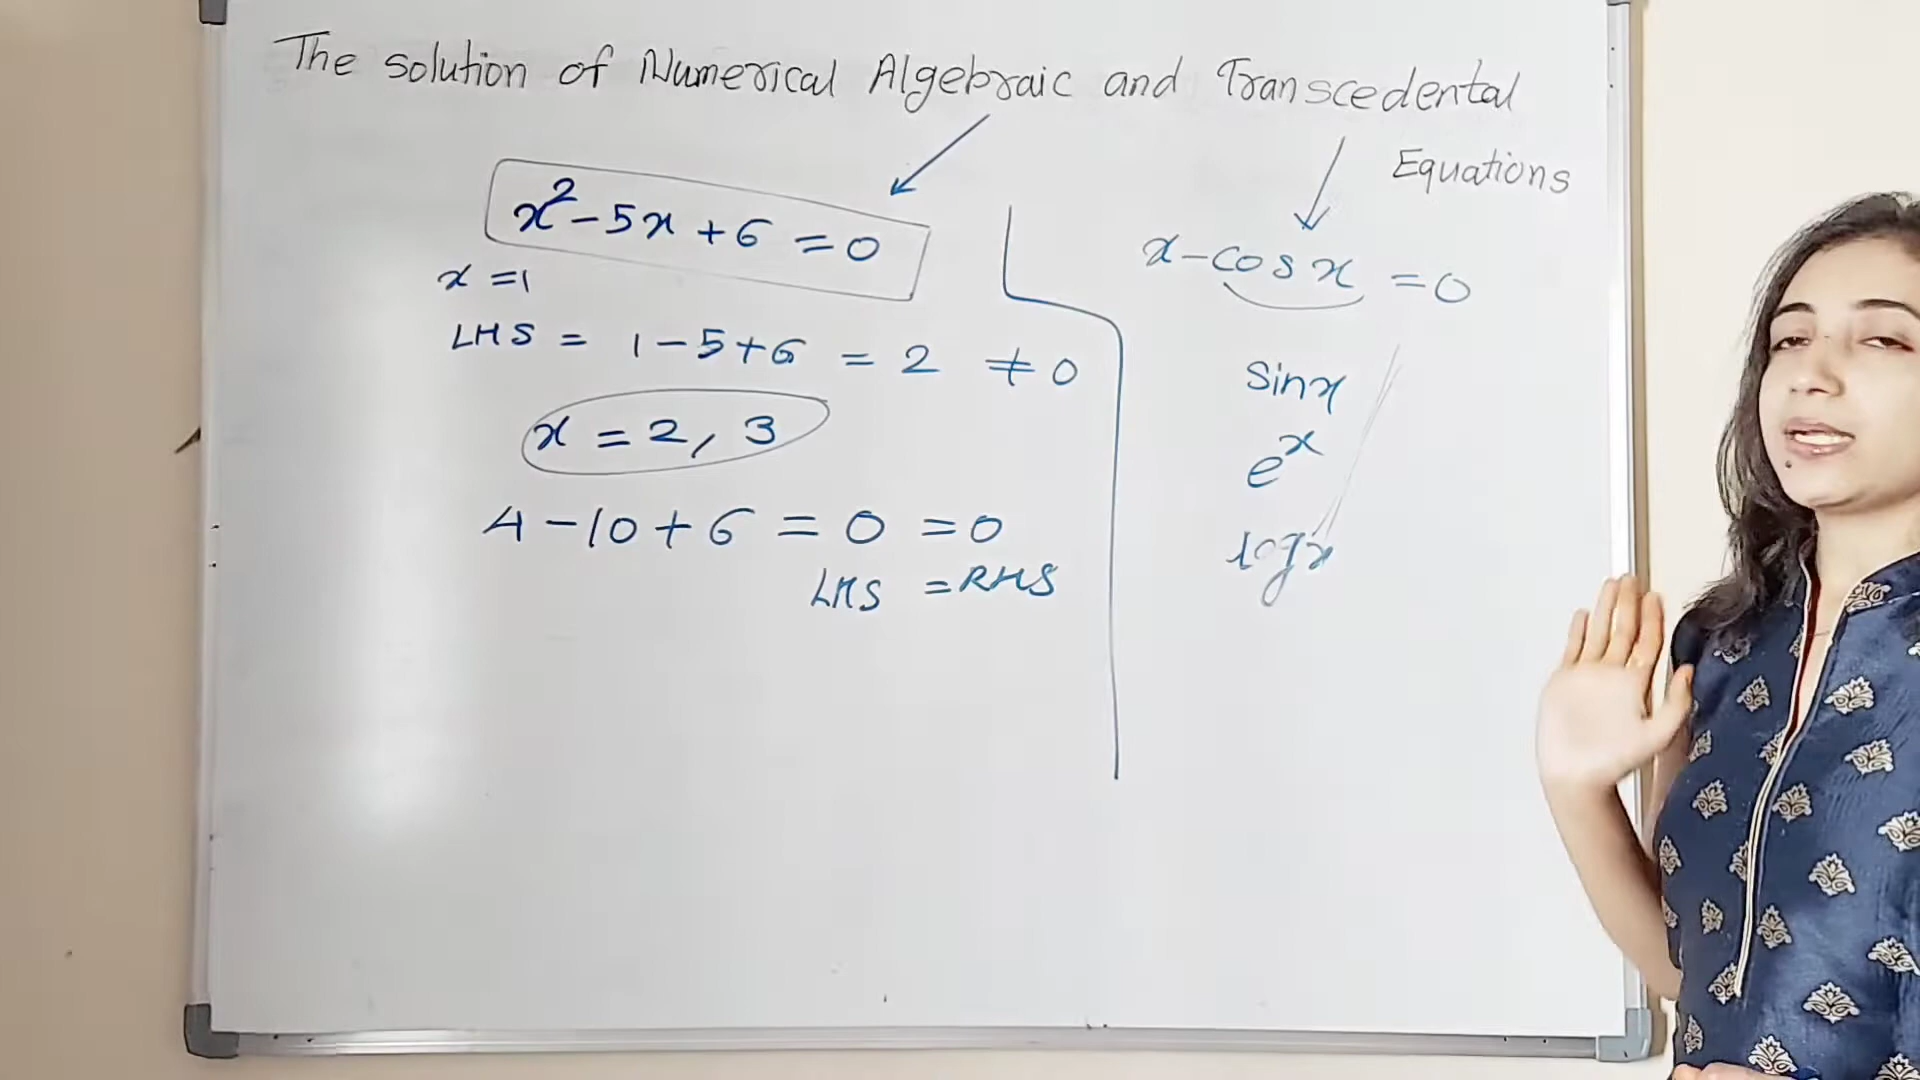 The solution of Numerical Algebraic and Transcedental
Equations
x²-5x+6=0
x=1
LHS = 1-5+6 = 2 ≠0
x=2, 3
4-10+6=0=0
LHS =RHS
x-cosx=0
sinx
eˣ
logx